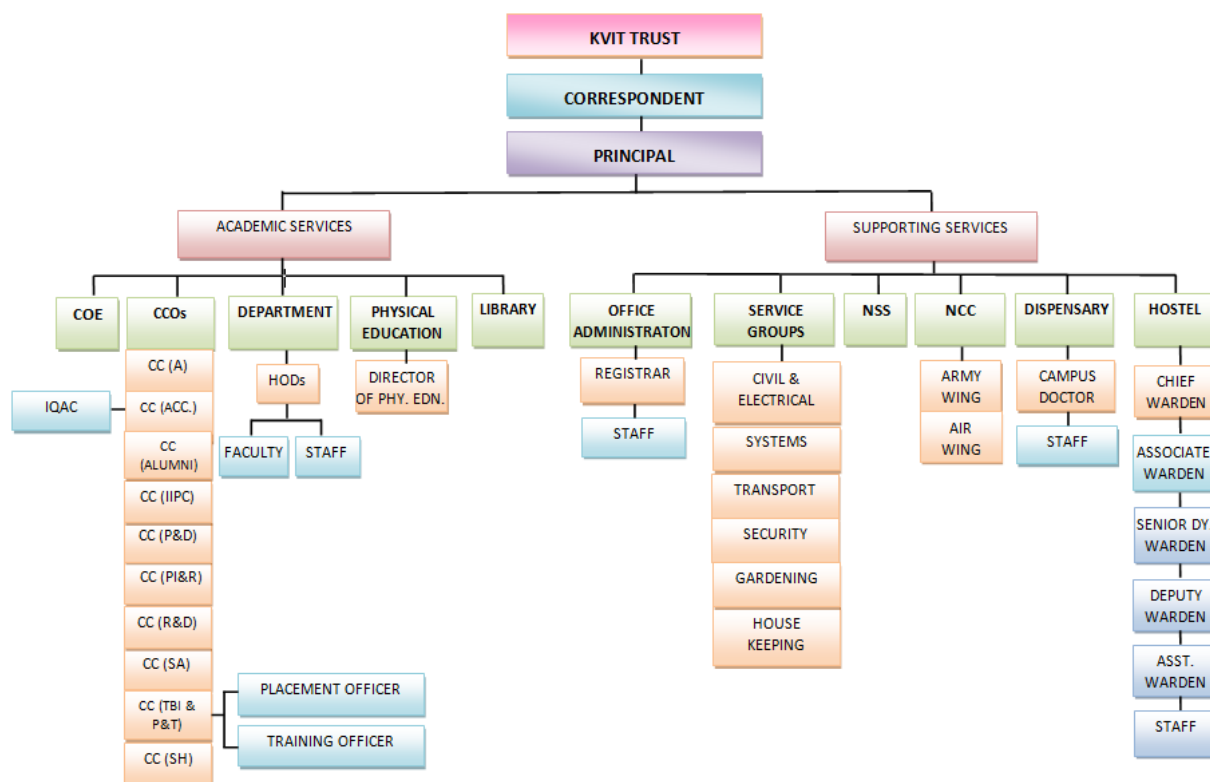 KVIT TRUST
CORRESPONDENT
PRINCIPAL
ACADEMIC SERVICES
SUPPORTING SERVICES
COE
CCOs
DEPARTMENT
PHYSICAL
EDUCATION
LIBRARY
OFFICE
ADMINISTRATON
SERVICE
GROUPS
NSS
NCC
DISPENSARY
HOSTEL
CC (A)
CC (ACC.)
IQAC
CC
(ALUMNI)
CC (IIPC)
CC (P&D)
CC (PI&R)
CC (R&D)
CC (SA)
CC (TBI &
P&T)
CC (SH)
PLACEMENT OFFICER
TRAINING OFFICER
HODs
FACULTY
STAFF
DIRECTOR
OF PHY. EDN.
REGISTRAR
STAFF
CIVIL &
ELECTRICAL
SYSTEMS
TRANSPORT
SECURITY
GARDENING
HOUSE
KEEPING
ARMY
WING
AIR
WING
CAMPUS
DOCTOR
STAFF
CHIEF
WARDEN
ASSOCIATE
WARDEN
SENIOR DY.
WARDEN
DEPUTY
WARDEN
ASST.
WARDEN
STAFF